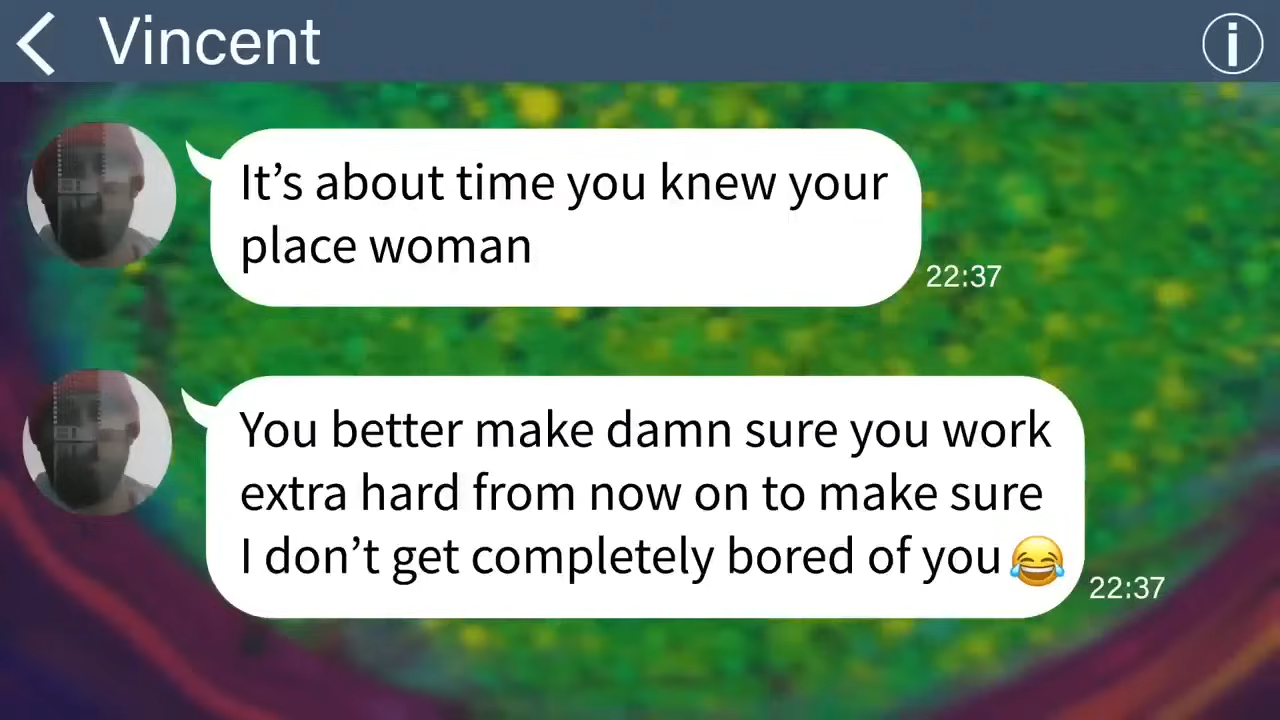 Vincent
It’s about time you knew your
place woman
22:37
You better make damn sure you work
extra hard from now on to make sure
I don’t get completely bored of you 😂
22:37